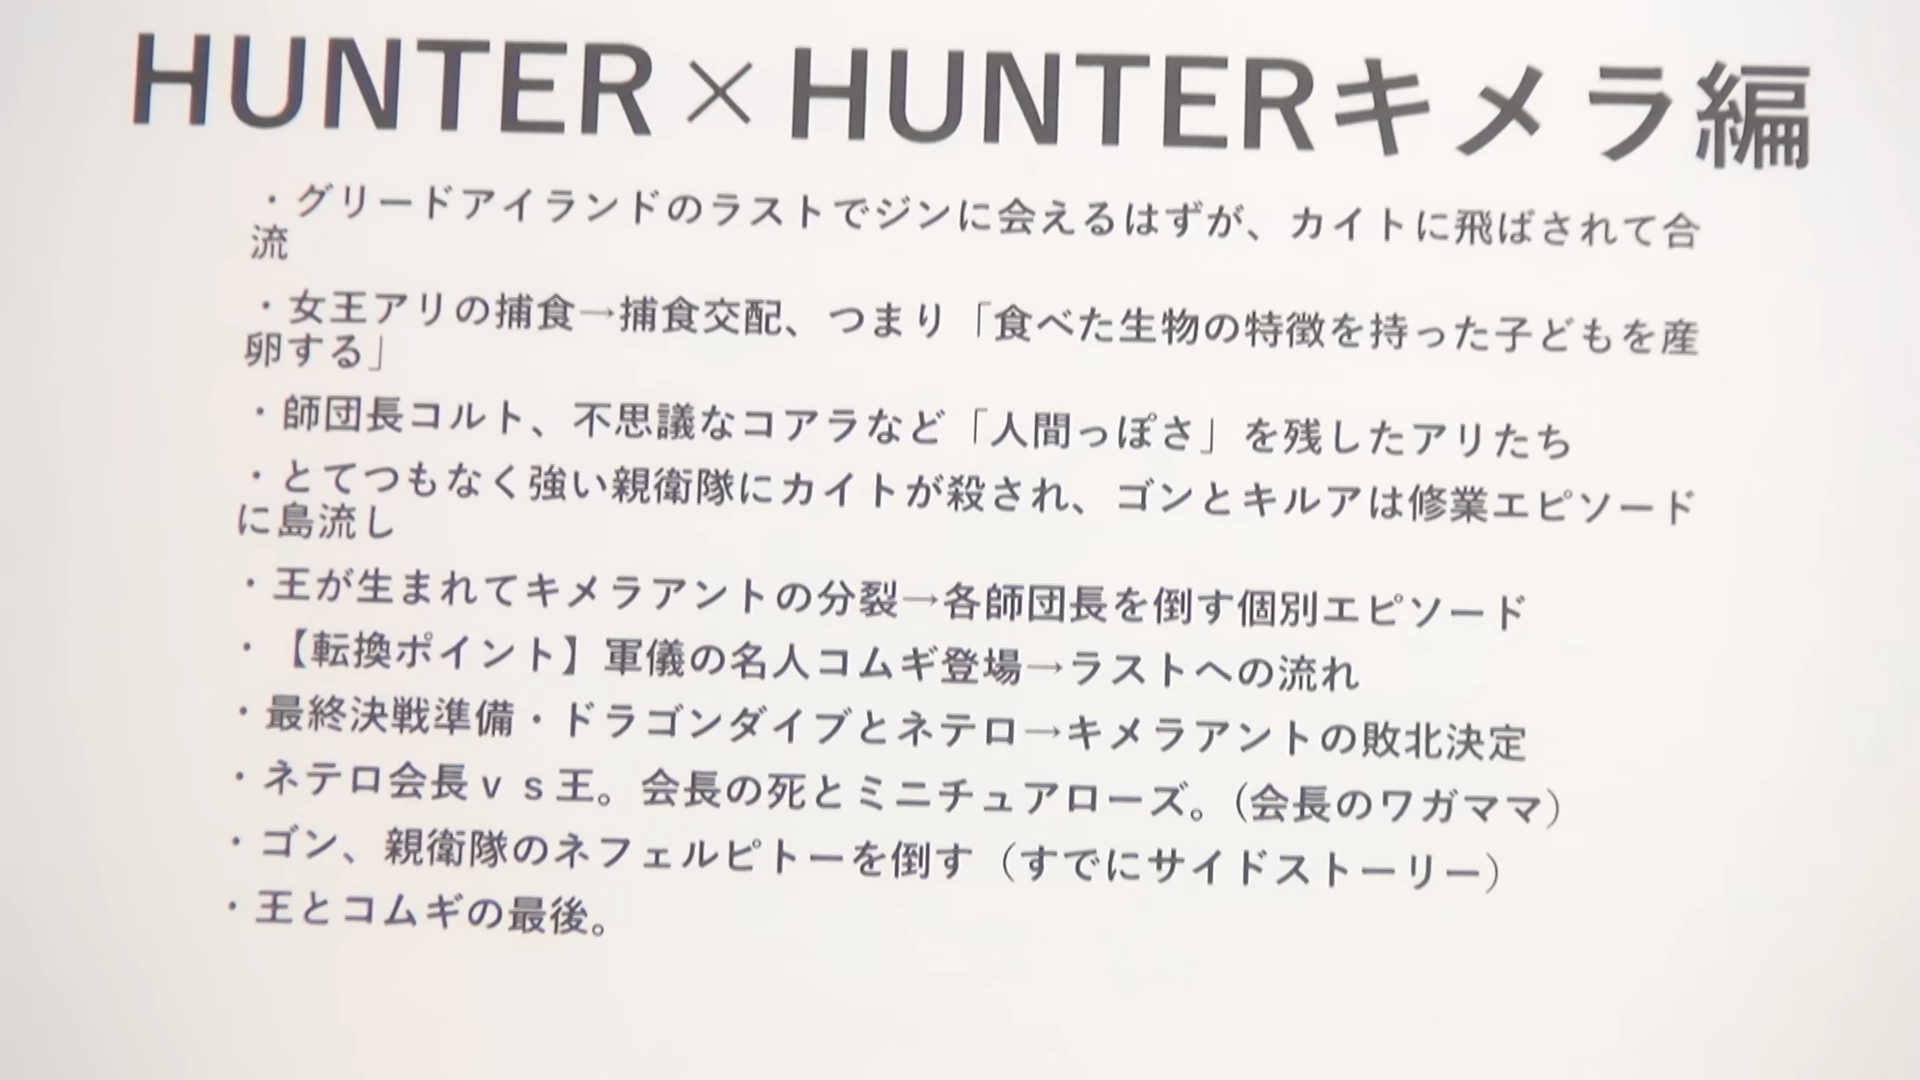 HUNTER×HUNTERキメラ編
・グリードアイランドのラストでジンに会えるはずが、カイトに飛ばされて合
流
・女王アリの捕食→捕食交配、つまり「食べた生物の特徴を持った子どもを産
卵する」
・師団長コルト、不思議なコアラなど「人間っぽさ」を残したアリたち
・とてつもなく強い親衛隊にカイトが殺され、ゴンとキルアは修業エピソード
に島流し
・王が生まれてキメラアントの分裂→各師団長を倒す個別エピソード
・【転換ポイント】軍儀の名人コムギ登場→ラストへの流れ
・最終決戦準備・ドラゴンダイブとネテロ→キメラアントの敗北決定
・ネテロ会長ｖｓ王。会長の死とミニチュアローズ。（会長のワガママ）
・ゴン、親衛隊のネフェルピトーを倒す（すでにサイドストーリー）
・王とコムギの最後。